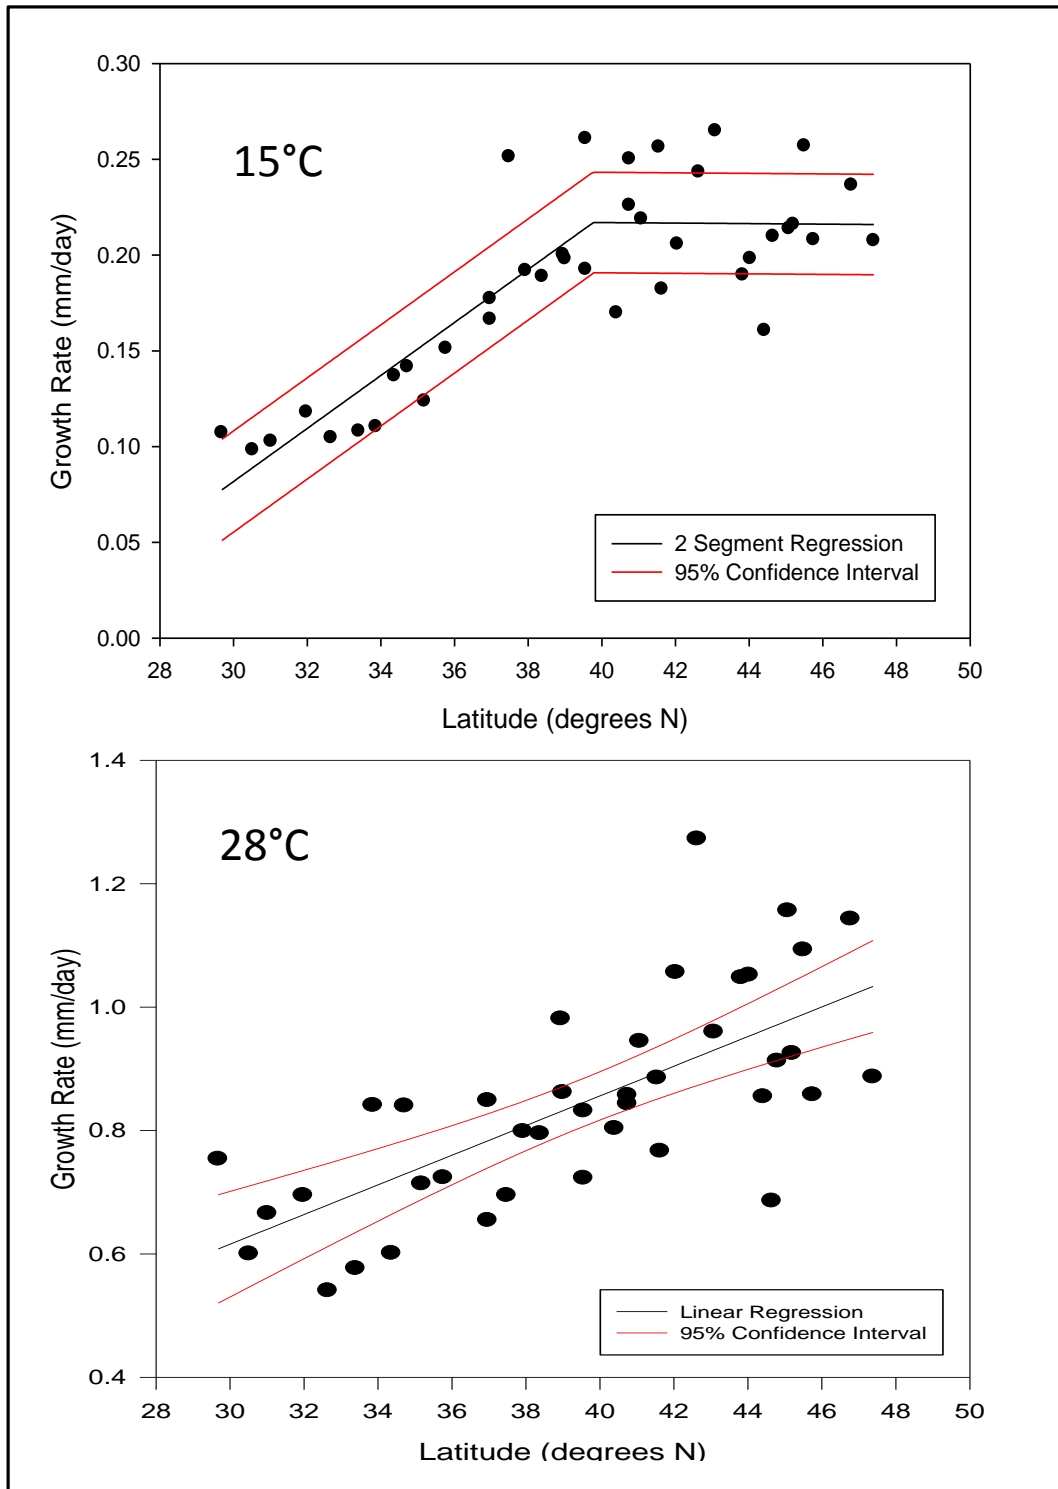 0.30
15°C
0.25
0.20
0.15
0.10
0.05
0.00
Growth Rate (mm/day)
2 Segment Regression
95% Confidence Interval
28 30 32 34 36 38 40 42 44 46 48 50
Latitude (degrees N)
1.4
28°C
1.2
1.0
0.8
0.6
0.4
Growth Rate (mm/day)
Linear Regression
95% Confidence Interval
28 30 32 34 36 38 40 42 44 46 48 50
Latitude (degrees N)